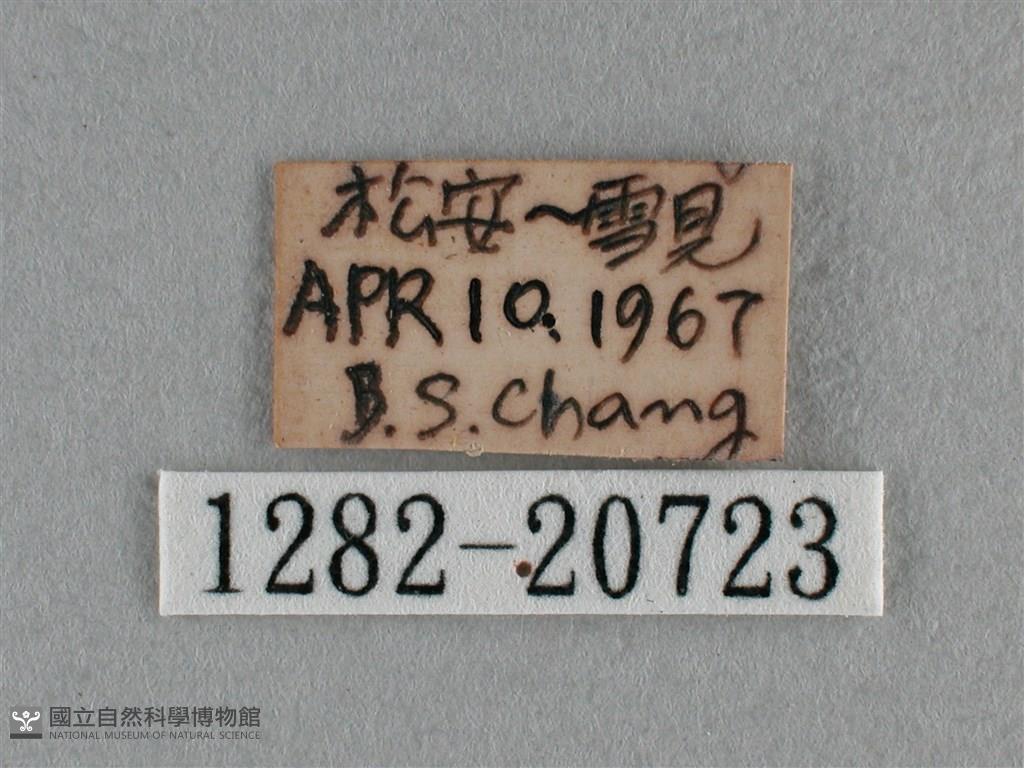 松安~雪見
APR 10. 1967
B.S. Chang
1282-20723
國立自然科學博物館
NATIONAL MUSEUM OF NATURAL SCIENCE